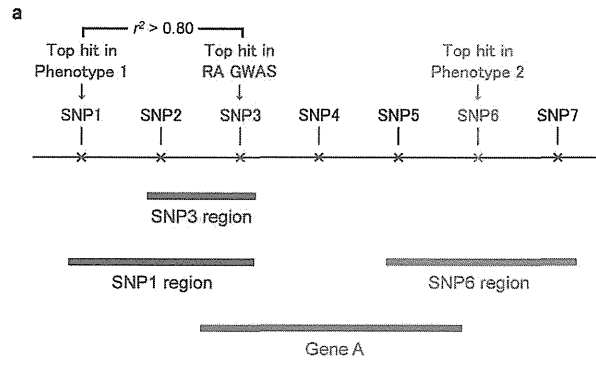 a
r² > 0.80
Top hit in Phenotype 1
Top hit in RA GWAS
Top hit in Phenotype 2
SNP1 SNP2 SNP3 SNP4 SNP5 SNP6 SNP7
SNP3 region
SNP1 region SNP6 region
Gene A